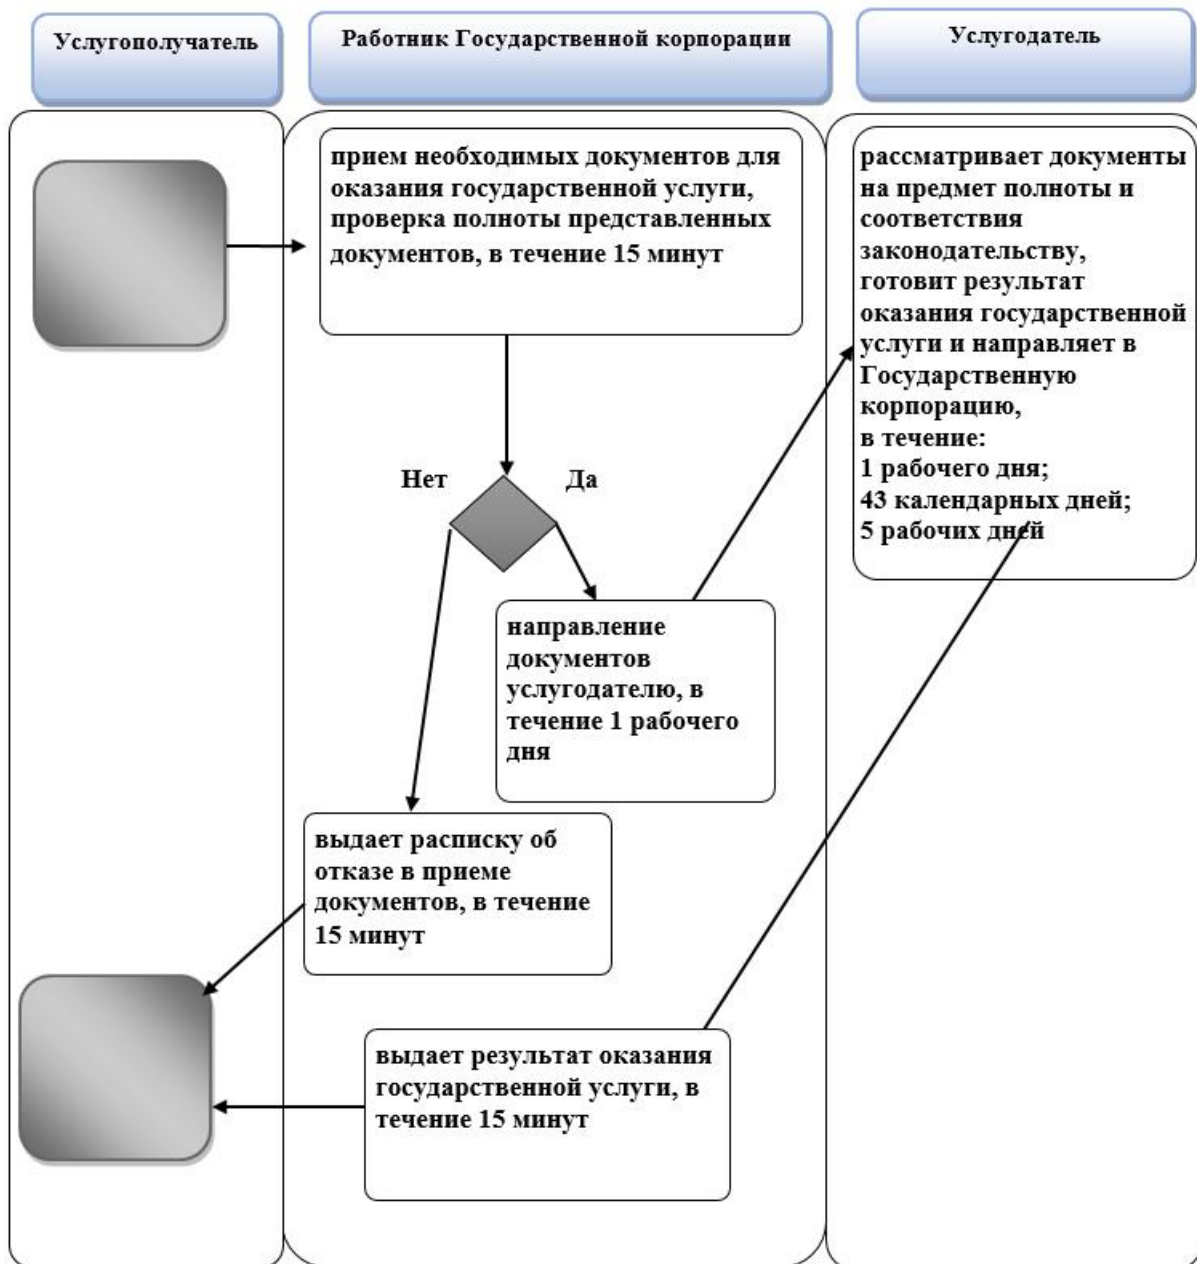 Услугополучатель
Работник Государственной корпорации
Услугодатель
прием необходимых документов для
оказания государственной услуги,
проверка полноты представленных
документов, в течение 15 минут
рассматривает документы
на предмет полноты и
соответствия
законодательству,
готовит результат
оказания государственной
услуги и направляет в
Государственную
корпорацию,
в течение:
1 рабочего дня;
43 календарных дней;
5 рабочих дней
Нет
Да
направление
документов
услугодателю, в
течение 1 рабочего
дня
выдает расписку об
отказе в приеме
документов, в течение
15 минут
выдает результат оказания
государственной услуги, в
течение 15 минут